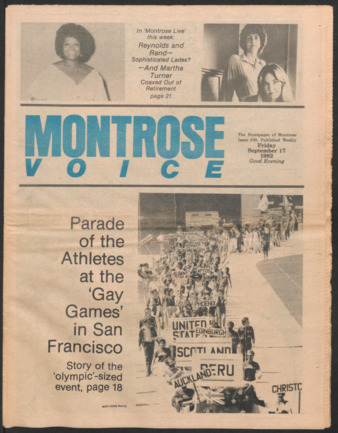 In 'Montrose Live'
this week:
Reynolds and
Rand—
Sophisticated Ladies?
—And Martha
Turner
Coaxed Out of
Retirement
page 21
MONTROSE
VOICE
The Newspaper of Montrose
Published Weekly
Friday
September 17
1982
Good Evening
Parade
of the
Athletes
at the
'Gay
Games'
in San
Francisco
Story of the
'olympic'-sized
event, page 18
UNITED
STATES
EDINBURGH
SCOTLAND
PERU
AUCKLAND
CHRISTC